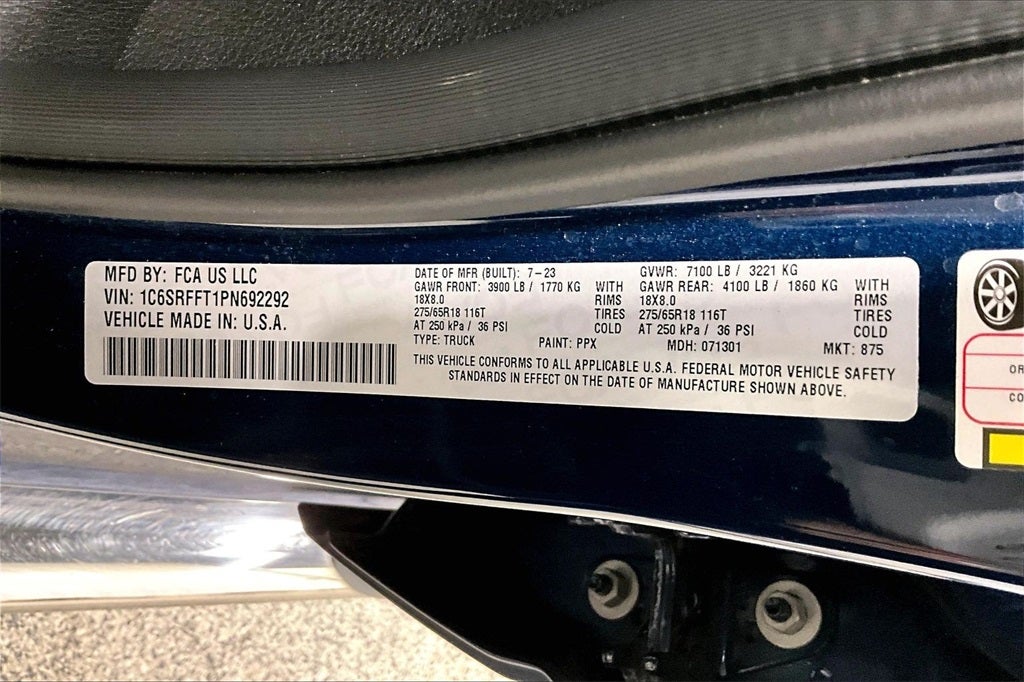 MFD BY: FCA US LLC
VIN: 1C6SRFFT1PN692292
VEHICLE MADE IN: U.S.A.
DATE OF MFR (BUILT): 7-23
GVWR: 7100 LB / 3221 KG
GAWR FRONT: 3900 LB / 1770 KG WITH
18X8.0 RIMS
275/65R18 116T TIRES
AT 250 kPa / 36 PSI COLD
GAWR REAR: 4100 LB / 1860 KG WITH
18X8.0 RIMS
275/65R18 116T TIRES
AT 250 kPa / 36 PSI COLD
TYPE: TRUCK PAINT: PPX MDH: 071301 MKT: 875
THIS VEHICLE CONFORMS TO ALL APPLICABLE U.S.A. FEDERAL MOTOR VEHICLE SAFETY
STANDARDS IN EFFECT ON THE DATE OF MANUFACTURE SHOWN ABOVE.
OR
CO